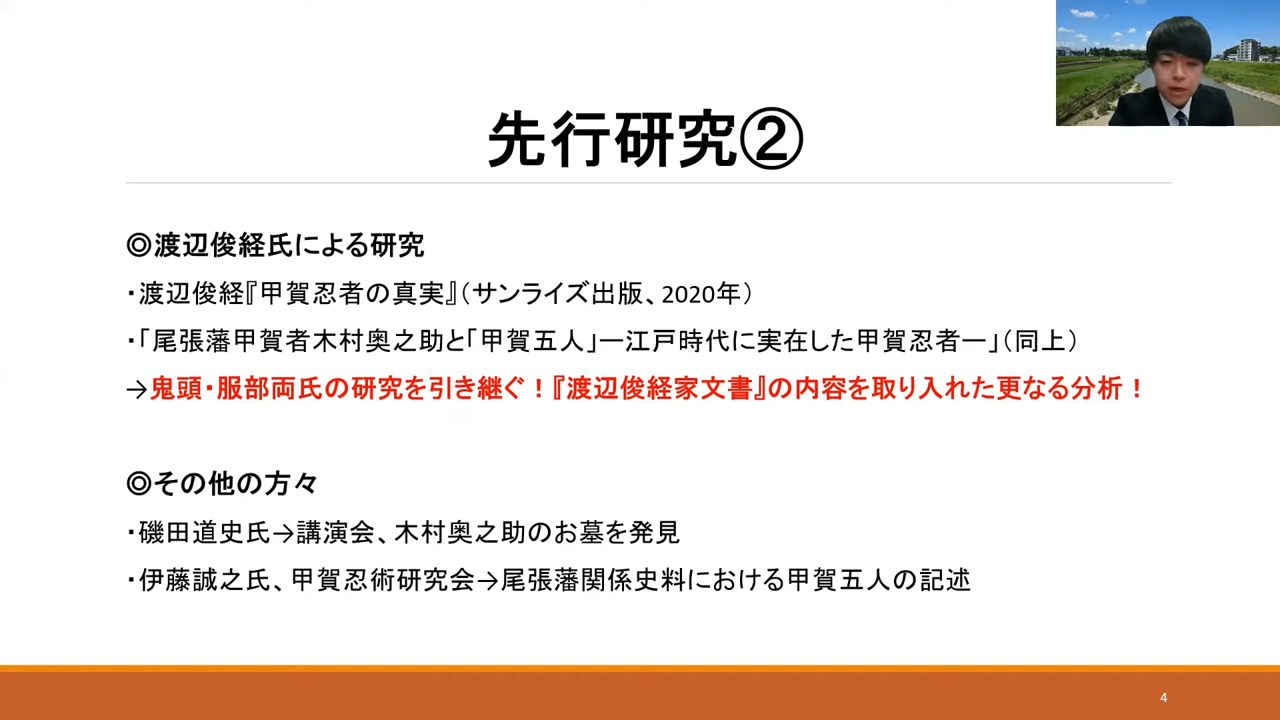 先行研究②
◎渡辺俊経氏による研究
・渡辺俊経『甲賀忍者の真実』（サンライズ出版、2020年）
・「尾張藩甲賀者木村奥之助と「甲賀五人」ー江戸時代に実在した甲賀忍者ー」（同上）
→鬼頭・服部両氏の研究を引き継ぐ！『渡辺俊経家文書』の内容を取り入れた更なる分析！
◎その他の方々
・磯田道史氏→講演会、木村奥之助のお墓を発見
・伊藤誠之氏、甲賀忍術研究会→尾張藩関係史料における甲賀五人の記述
4